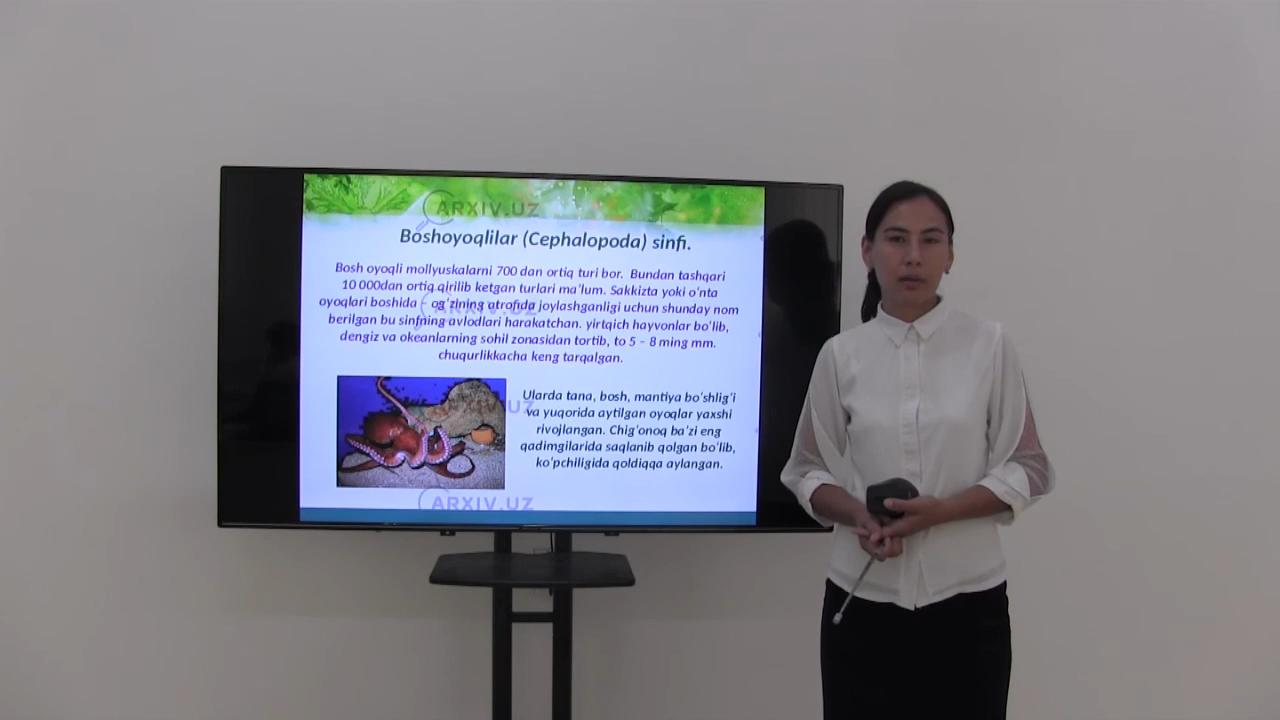 ARXIV.UZ
Boshoyoqlilar (Cephalopoda) sinfi.
Bosh oyoqli mollyuskalarni 700 dan ortiq turi bor. Bundan tashqari
10 000dan ortiq qirilib ketgan turlari ma'lum. Sakkizta yoki o'nta
oyoqlari boshida – og'zining atrofida joylashganligi uchun shunday nom
berilgan bu sinfning avlodlari harakatchan. yirtqich hayvonlar bo'lib,
dengiz va okeanlarning sohil zonasidan tortib, to 5 – 8 ming mm.
chuqurlikkacha keng tarqalgan.
Ularda tana, bosh, mantiya bo'shlig'i
va yuqorida aytilgan oyoqlar yaxshi
rivojlangan. Chig'onoq ba'zi eng
qadimgilarida saqlanib qolgan bo'lib,
ko'pchiligida qoldiqqa aylangan.
ARXIV.UZ